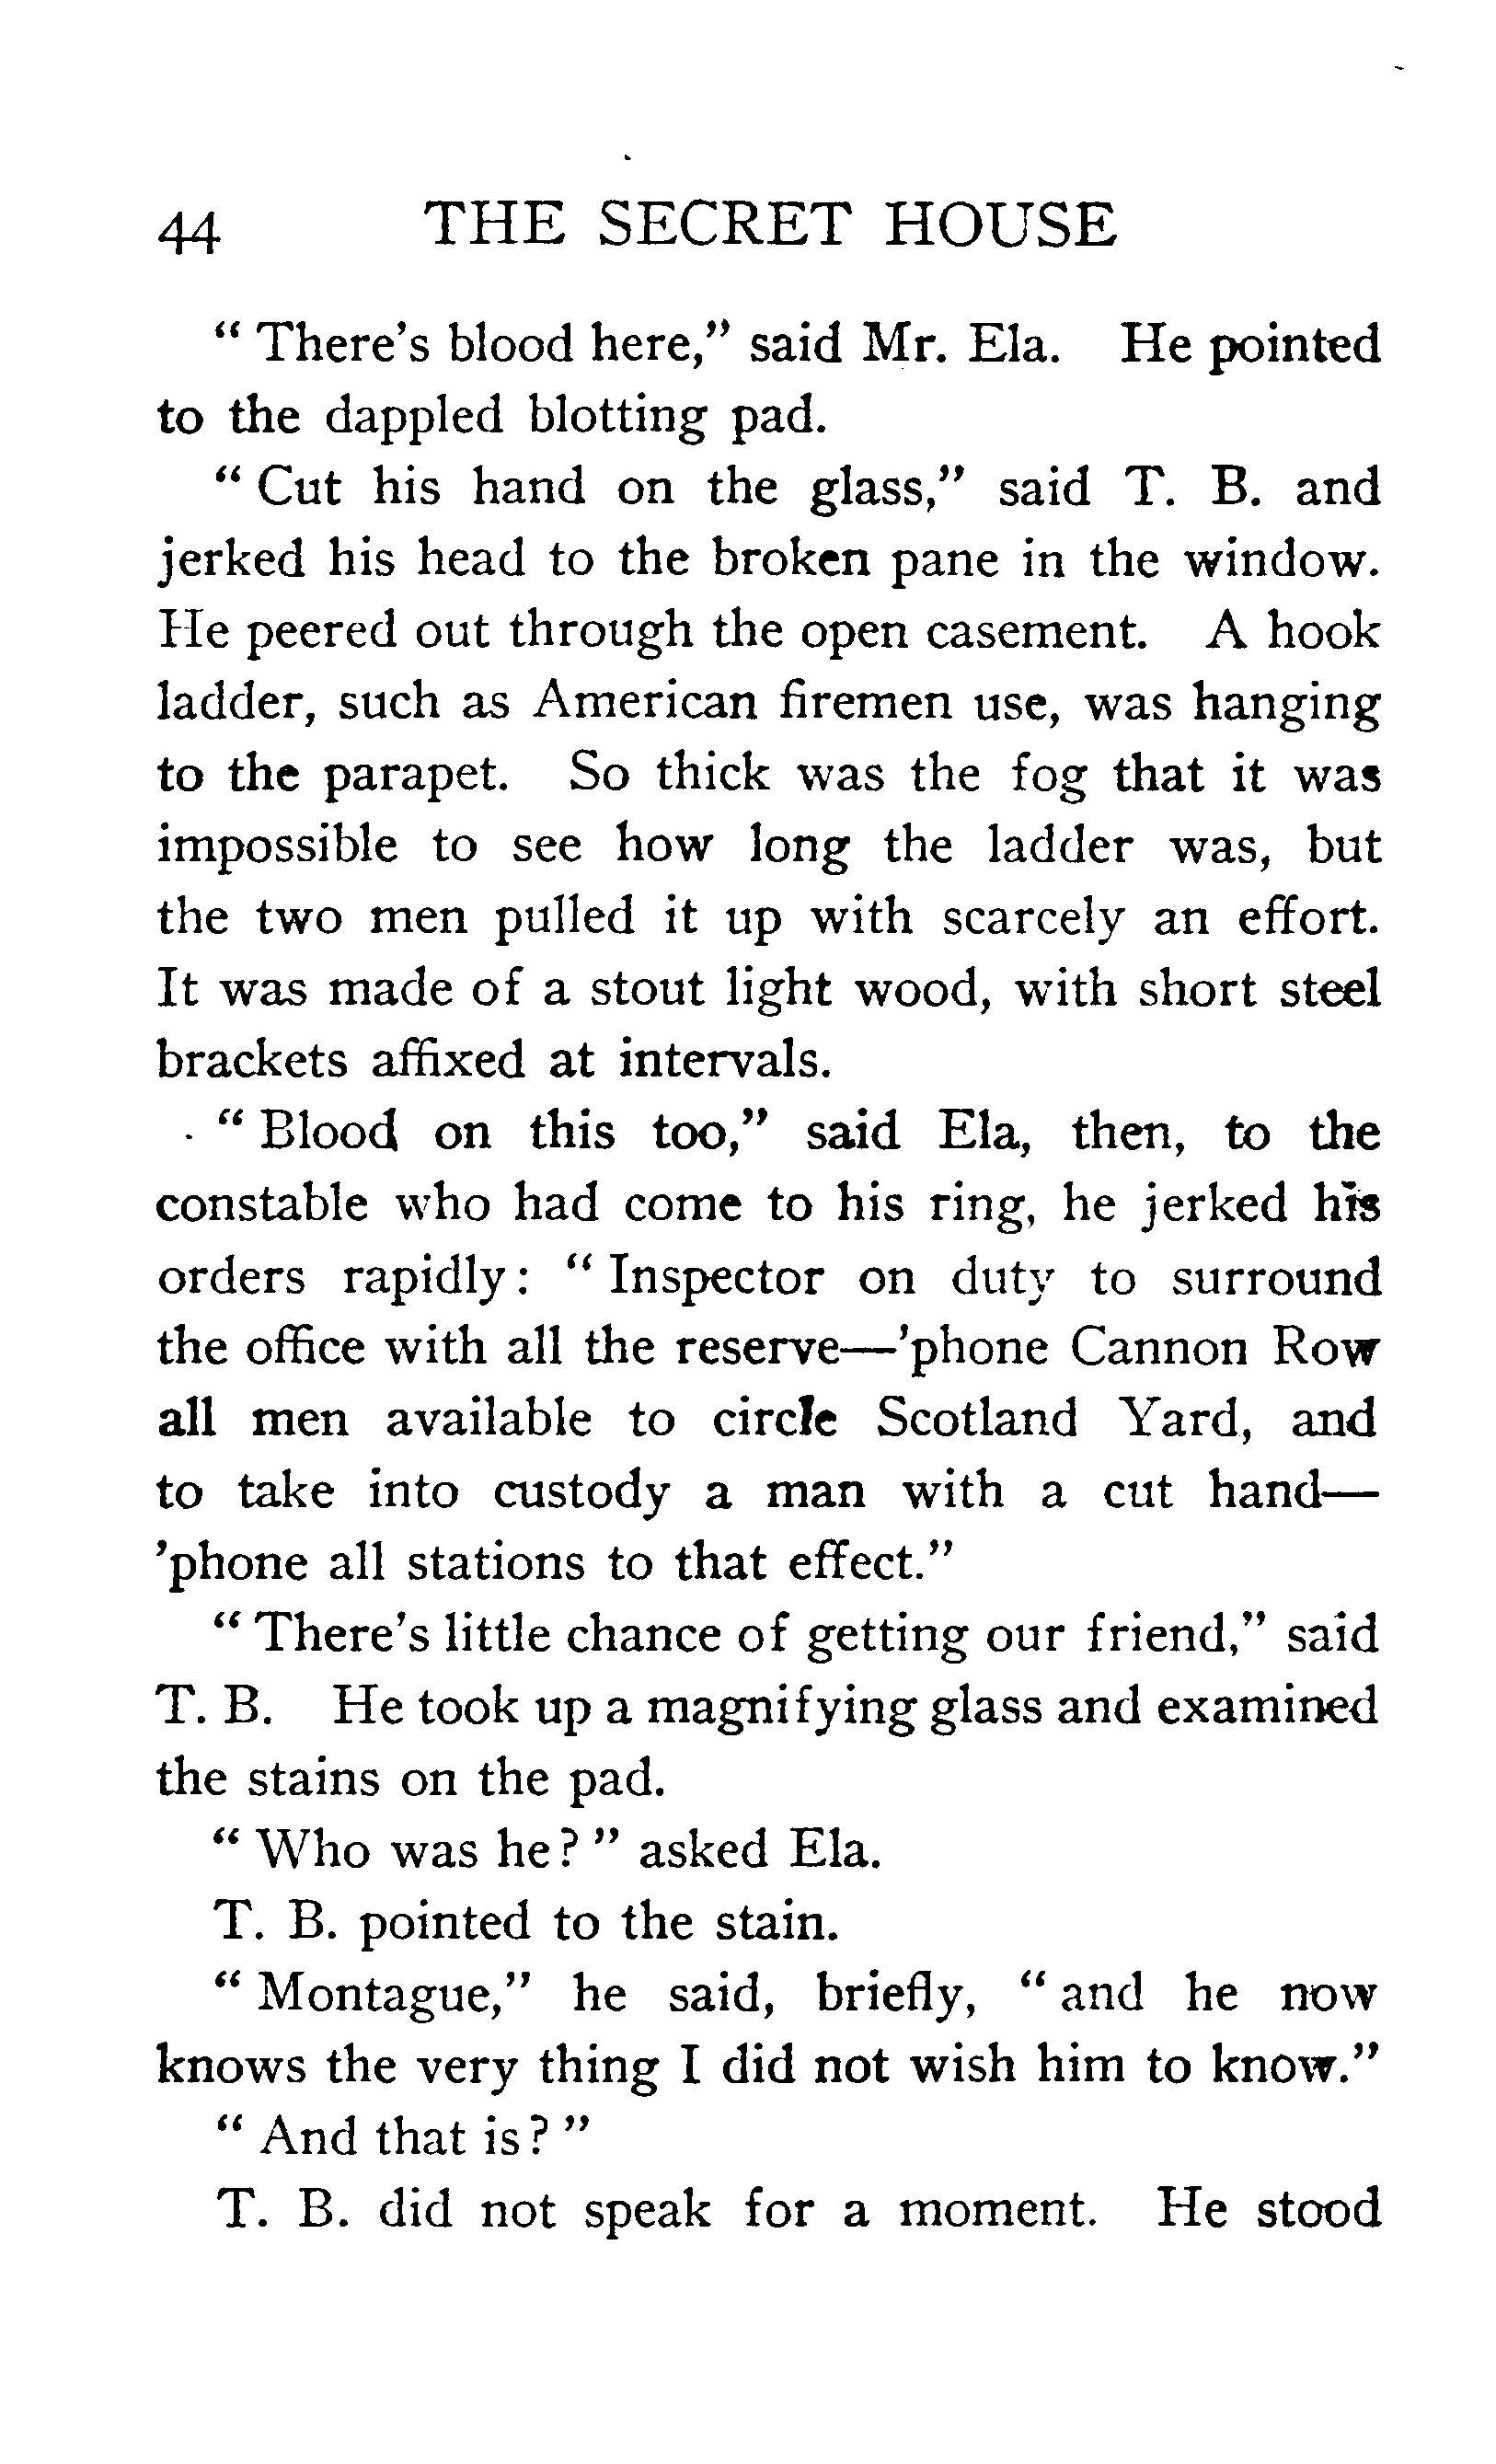 44 THE SECRET HOUSE
“ There's blood here,” said Mr. Ela. He pointed
to the dappled blotting pad.
“ Cut his hand on the glass,” said T. B. and
jerked his head to the broken pane in the window.
He peered out through the open casement. A hook
ladder, such as American firemen use, was hanging
to the parapet. So thick was the fog that it was
impossible to see how long the ladder was, but
the two men pulled it up with scarcely an effort.
It was made of a stout light wood, with short steel
brackets affixed at intervals.
“ Blood on this too,” said Ela, then, to the
constable who had come to his ring, he jerked his
orders rapidly: “ Inspector on duty to surround
the office with all the reserve—'phone Cannon Row
all men available to circle Scotland Yard, and
to take into custody a man with a cut hand—
'phone all stations to that effect.”
“ There's little chance of getting our friend,” said
T. B. He took up a magnifying glass and examined
the stains on the pad.
“ Who was he? ” asked Ela.
T. B. pointed to the stain.
“ Montague,” he said, briefly, “ and he now
knows the very thing I did not wish him to know.”
“ And that is? ”
T. B. did not speak for a moment. He stood